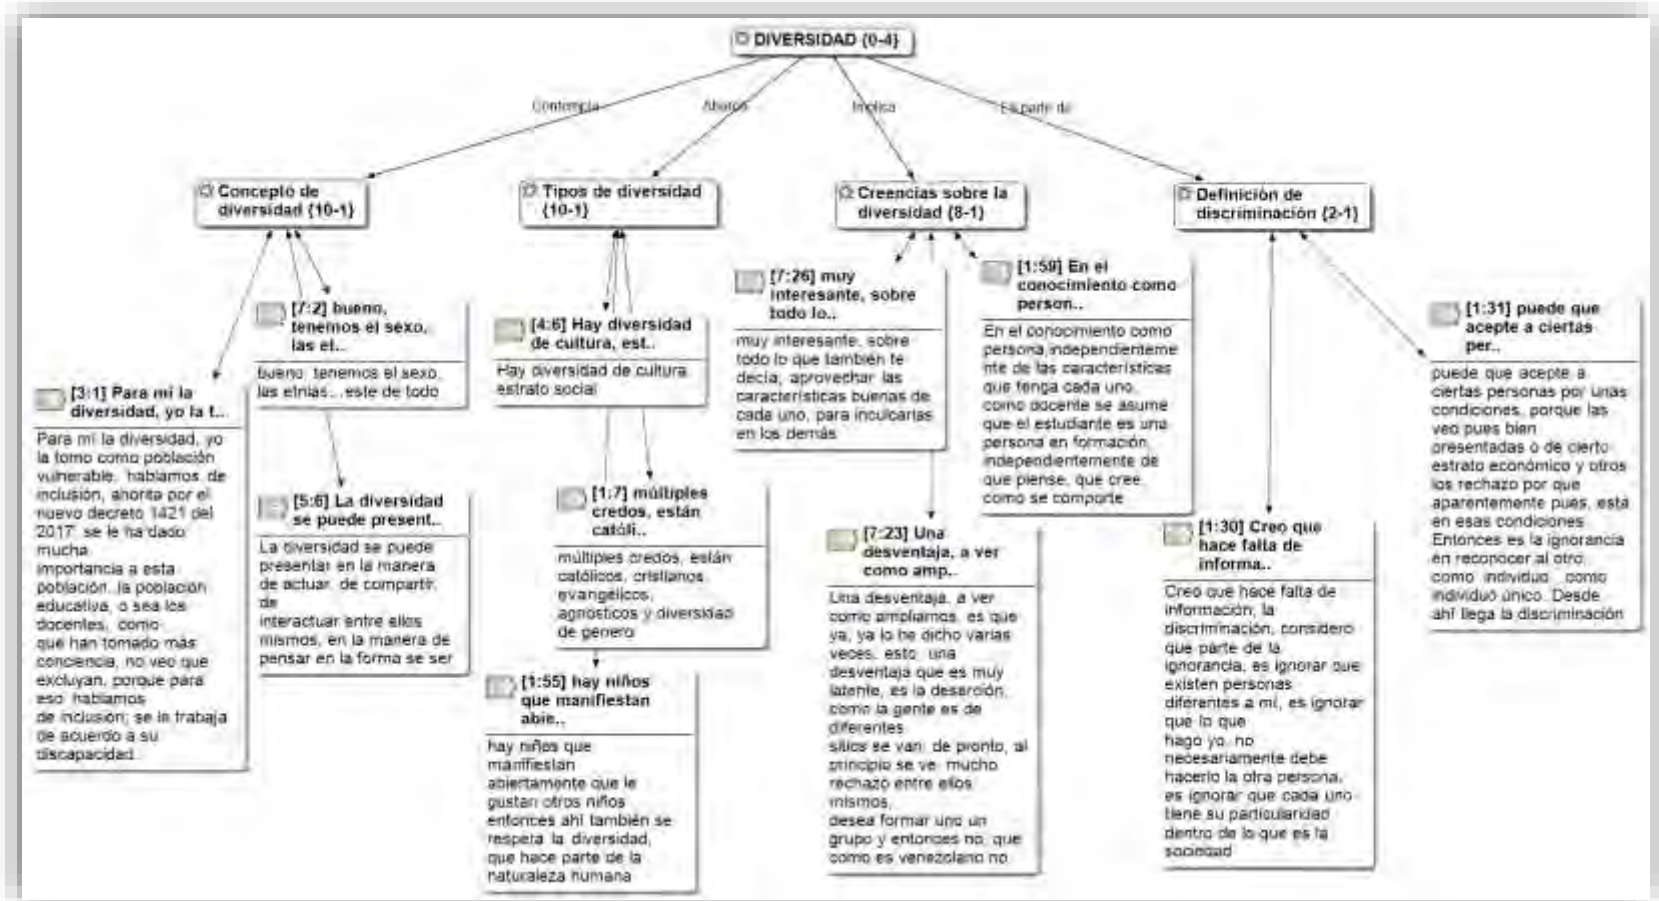 DIVERSIDAD {0-4}
Contempla
Abarca
Implica
Es parte de
Concepto de
diversidad {10-1}
Tipos de diversidad
{10-1}
Creencias sobre la
diversidad {8-1}
Definición de
discriminación {2-1}
[3:1] Para mí la
diversidad, yo la t...
Para mí la diversidad, yo
la tomo como población
vulnerable, hablamos de
inclusión, ahorita por el
nuevo decreto 1421 del
2017 se le ha dado
mucha
importancia a esta
población, la población
educativa, o sea los
docentes, como
que han tomado más
conciencia, no veo que
excluyan, porque para
eso hablamos
de inclusión; se le trabaja
de acuerdo a su
discapacidad.
[7:2] bueno,
tenemos el sexo,
las et..
bueno, tenemos el sexo,
las etnias... este de todo
[5:6] La diversidad
se puede present..
La diversidad se puede
presentar en la manera
de actuar, de compartir,
de
interactuar entre ellos
mismos, en la manera de
pensar en la forma se ser
[4:6] Hay diversidad
de cultura, est..
Hay diversidad de cultura
estrato social
[1:7] múltiples
credos, están
católi..
múltiples credos, están
católicos, cristianos,
evangélicos,
agnósticos y diversidad
de género
[1:55] hay niños
que manifiestan
abie..
hay niños que
manifiestan
abiertamente que le
gustan otros niños
entonces ahí también se
respeta la diversidad,
que hace parte de la
naturaleza humana
[7:26] muy
interesante, sobre
todo lo..
muy interesante, sobre
todo lo que también te
decía, aprovechar las
características buenas de
cada uno, para inculcarlas
en los demás
[1:59] En el
conocimiento como
person..
En el conocimiento como
persona,independienteme
nte de las características
que tenga cada uno,
como docente se asume
que el estudiante es una
persona en formación,
independientemente de
que piense, que cree,
como se comporte
[7:23] Una
desventaja, a ver
como amp..
Una desventaja, a ver
como ampliamos, es que
ya, ya lo he dicho varias
veces, esto, una
desventaja que es muy
latente, es la deserción,
como la gente es de
diferentes
sitios se van, de pronto, al
principio se ve mucho
rechazo entre ellos
mismos,
desea formar uno un
grupo y entonces no, que
como es venezolano no
[1:30] Creo que
hace falta de
informa..
Creo que hace falta de
información, la
discriminación, considero
que parte de la
ignorancia, es ignorar que
existen personas
diferentes a mí, es ignorar
que lo que
hago yo, no
necesariamente debe
hacerlo la otra persona,
es ignorar que cada uno
tiene su particularidad
dentro de lo que es la
sociedad
[1:31] puede que
acepte a ciertas
per..
puede que acepte a
ciertas personas por unas
condiciones, porque las
veo pues bien
presentadas o de cierto
estrato económico y otros
los rechazo por que
aparentemente pues, está
en esas condiciones.
Entonces es la ignorancia
en reconocer al otro,
como individuo, como
individuo único. Desde
ahí llega la discriminación